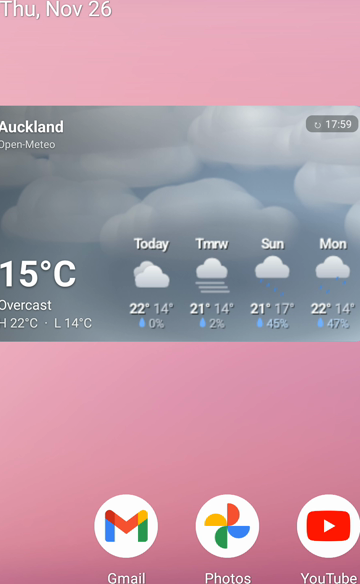 Thu, Nov 26
Auckland
17:59
Open-Meteo
Today Tmrw Sun Mon
15°C
Overcast
H 22°C · L 14°C
22° 14° 21° 14° 21° 17° 22° 14°
0% 2% 45% 47%
Gmail Photos YouTube